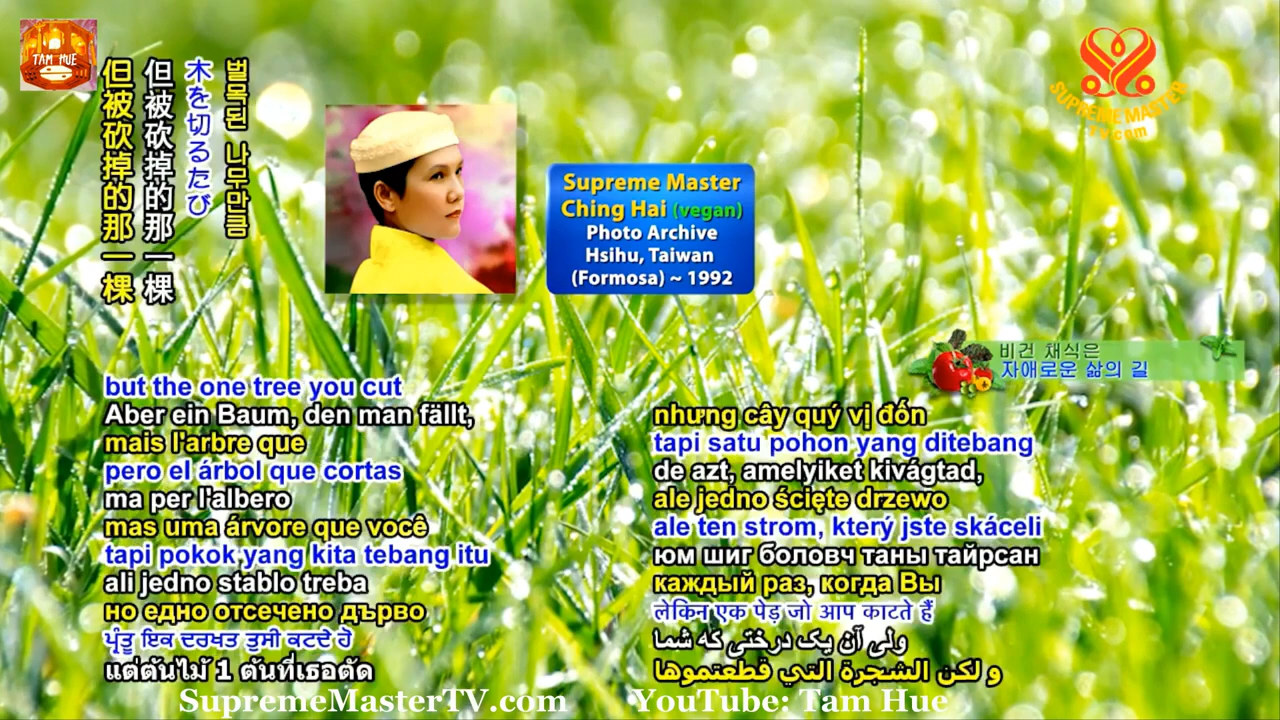 TAM HUE
但被砍掉的那一棵
但被砍掉的那一棵
木を切るたび
벌목된 나무만큼
Supreme Master
Ching Hai (vegan)
Photo Archive
Hsihu, Taiwan
(Formosa) ~ 1992
SUPREME MASTER
TV.com
비건 채식은
자애로운 삶의 길
but the one tree you cut
Aber ein Baum, den man fällt,
mais l'arbre que
pero el árbol que cortas
ma per l'albero
mas uma árvore que você
tapi pokok yang kita tebang itu
ali jedno stablo treba
но едно отсечено дърво
ਪ੍ਰੰਤੂ ਇਕ ਦਰਖਤ ਤੁਸੀ ਕਟਦੇ ਹੋ
แต่ต้นไม้ 1 ต้นที่เธอตัด
nhưng cây quý vị đốn
tapi satu pohon yang ditebang
de azt, amelyiket kivágtad,
ale jedno ścięte drzewo
ale ten strom, který jste skáceli
юм шиг боловч таны тайрсан
каждый раз, когда Вы
लेकिन एक पेड़ जो आप काटते हैं
ولی آن یک درختی که شما
و لكن الشجرة التي قطعتموها
SupremeMasterTV.com
YouTube: Tam Hue